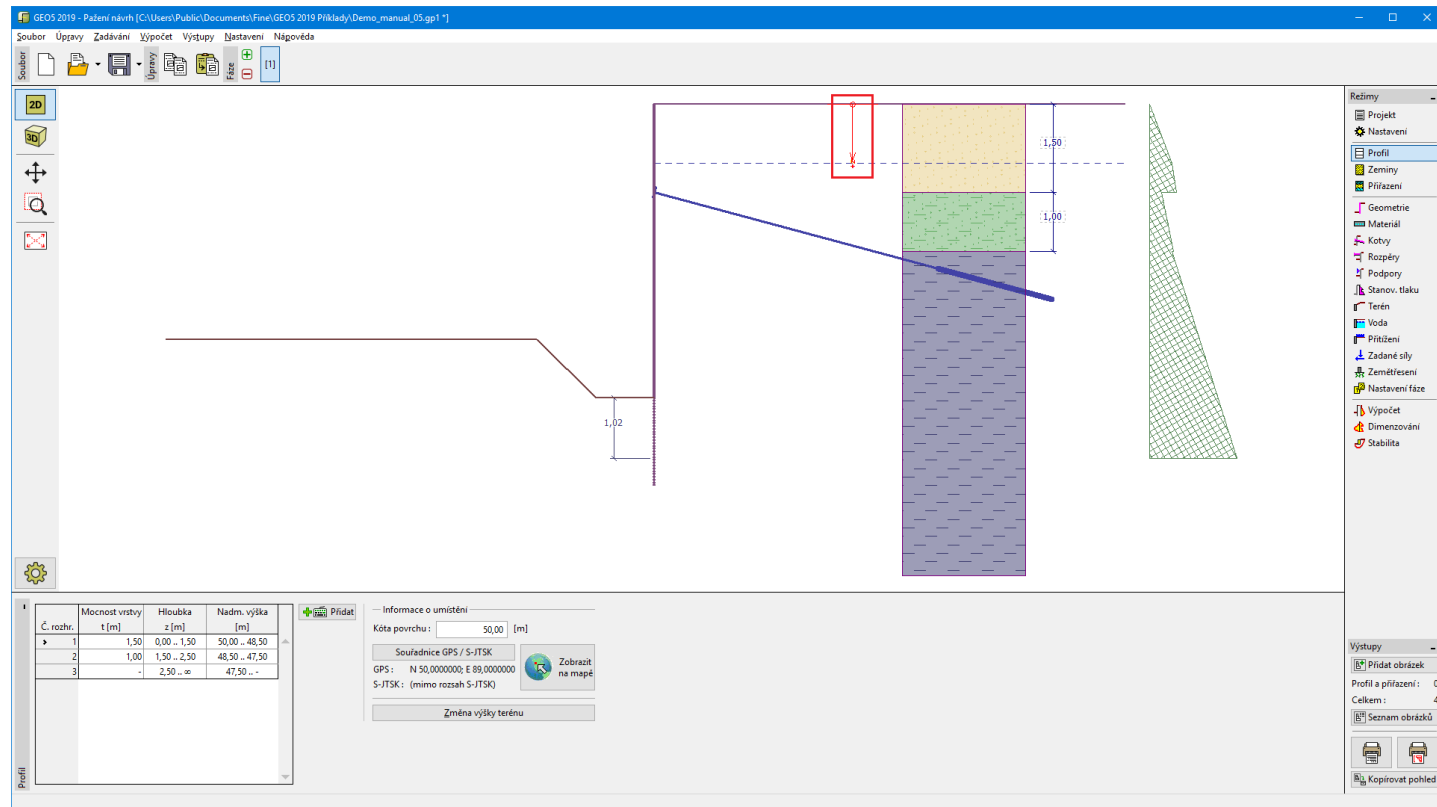 GEO5 2019 - Pažení návrh [C:\Users\Public\Documents\Fine\GEO5 2019 Příklady\Demo_manual_05.gp1 *]
Soubor Úpravy Zadávání Výpočet Výstupy Nastavení Nápověda
Soubor
Úpravy
Fáze
[1]
2D
3D
1,50
1,00
1,02
Režimy
Projekt
Nastavení
Profil
Zeminy
Přiřazení
Geometrie
Materiál
Kotvy
Rozpěry
Podpory
Stanov. tlaku
Terén
Voda
Přitížení
Zadané síly
Zemětřesení
Nastavení fáze
Výpočet
Dimenzování
Stabilita
Č. rozhr. Mocnost vrstvy t [m] Hloubka z [m] Nadm. výška [m]
1 1,50 0,00 .. 1,50 50,00 .. 48,50
2 1,00 1,50 .. 2,50 48,50 .. 47,50
3 - 2,50 .. ∞ 47,50 .. -
Přidat
Informace o umístění
Kóta povrchu : 50,00 [m]
Souřadnice GPS / S-JTSK
GPS : N 50,0000000; E 89,0000000
S-JTSK : (mimo rozsah S-JTSK)
Zobrazit na mapě
Změna výšky terénu
Profil
Výstupy
Přidat obrázek
Profil a přiřazení : 0
Celkem : 4
Seznam obrázků
Kopírovat pohled